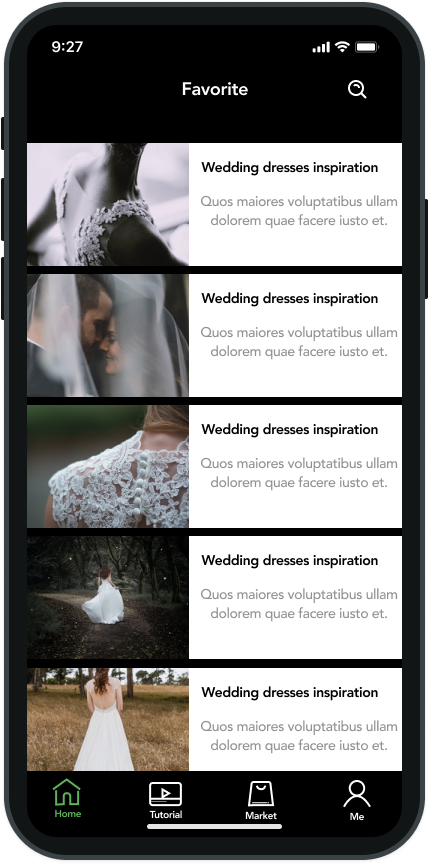 9:27
Favorite
Wedding dresses inspiration
Quos maiores voluptatibus ullam
dolorem quae facere iusto et.
Wedding dresses inspiration
Quos maiores voluptatibus ullam
dolorem quae facere iusto et.
Wedding dresses inspiration
Quos maiores voluptatibus ullam
dolorem quae facere iusto et.
Wedding dresses inspiration
Quos maiores voluptatibus ullam
dolorem quae facere iusto et.
Wedding dresses inspiration
Quos maiores voluptatibus ullam
dolorem quae facere iusto et.
Home
Tutorial
Market
Me